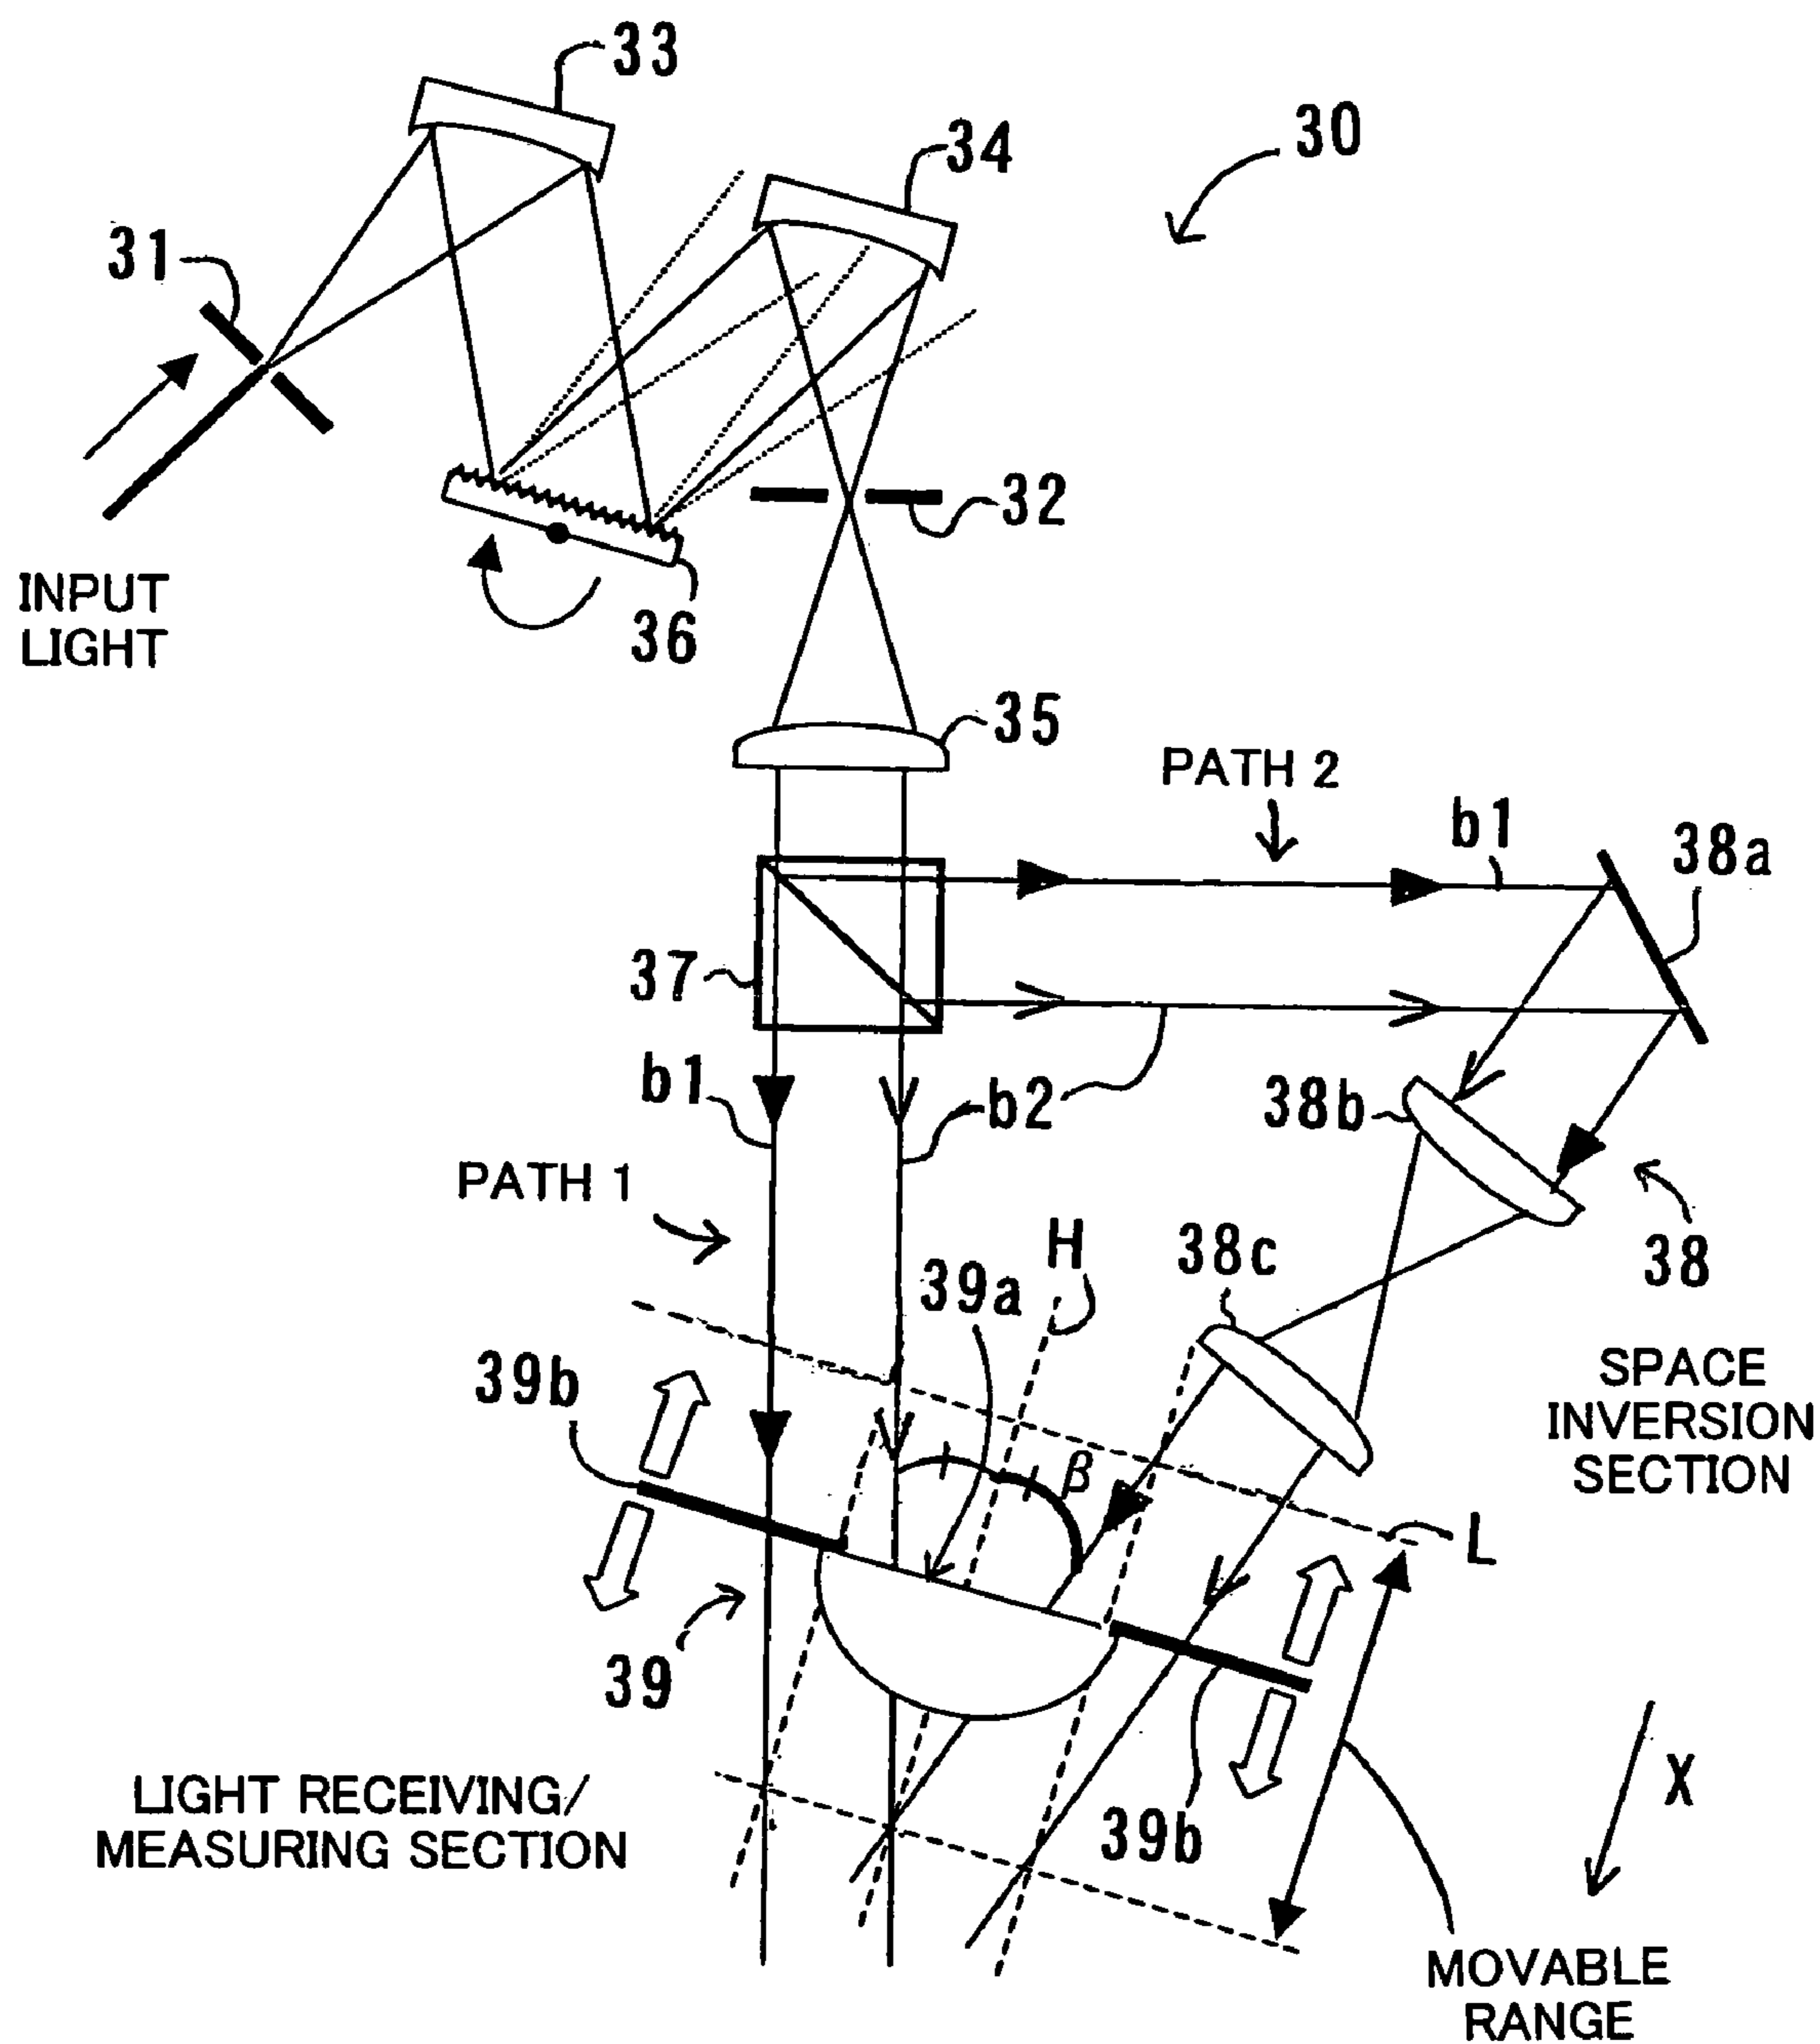 33
34
30
31
32
INPUT
LIGHT
36
35
PATH 2
b1
38a
37
b1
b2
38b
PATH 1
H
38c
39a
38
39b
SPACE
INVERSION
SECTION
β
L
39
X
LIGHT RECEIVING/
MEASURING SECTION
39b
MOVABLE
RANGE